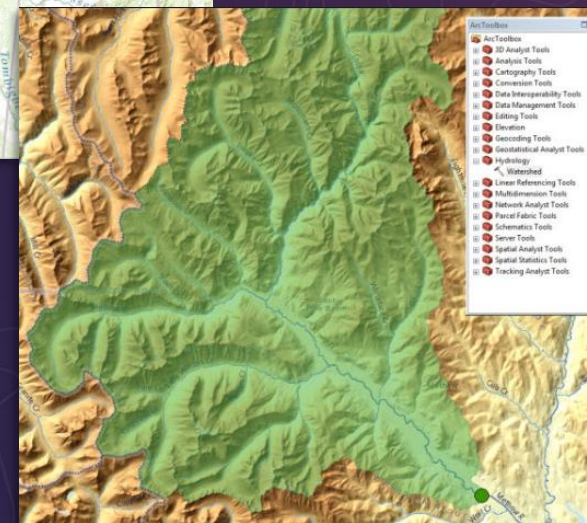 Tombigbe
ArcToolbox
ArcToolbox
3D Analyst Tools
Analysis Tools
Cartography Tools
Conversion Tools
Data Interoperability Tools
Data Management Tools
Editing Tools
Elevation
Geocoding Tools
Geostatistical Analyst Tools
Hydrology
Watershed
Linear Referencing Tools
Multidimension Tools
Network Analyst Tools
Parcel Fabric Tools
Schematics Tools
Server Tools
Spatial Analyst Tools
Spatial Statistics Tools
Tracking Analyst Tools